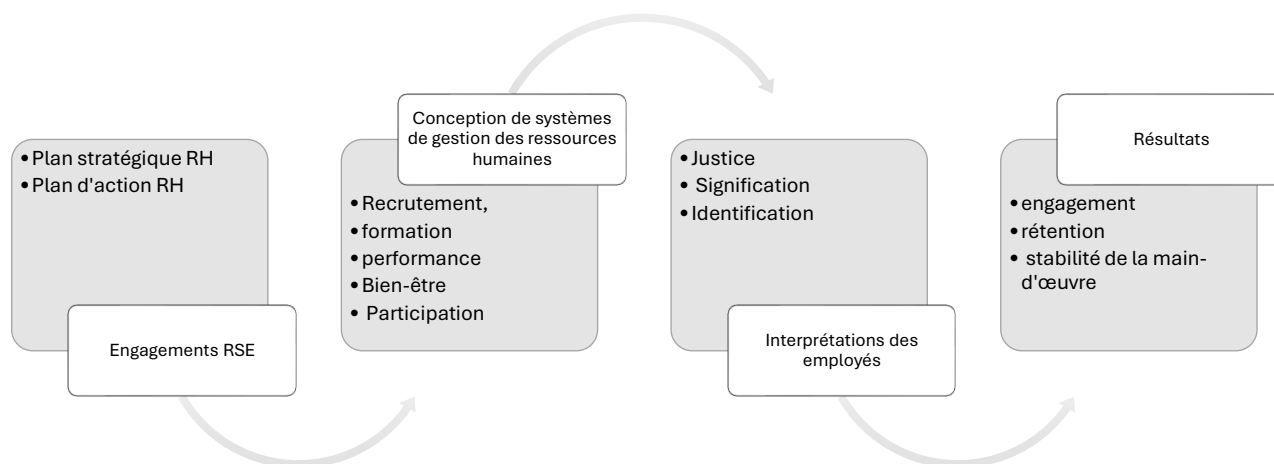 • Plan stratégique RH
• Plan d'action RH
Engagements RSE
Conception de systèmes
de gestion des ressources
humaines
• Recrutement,
• formation
• performance
• Bien-être
• Participation
• Justice
• Signification
• Identification
Interprétations des
employés
Résultats
• engagement
• rétention
• stabilité de la main-
d'œuvre